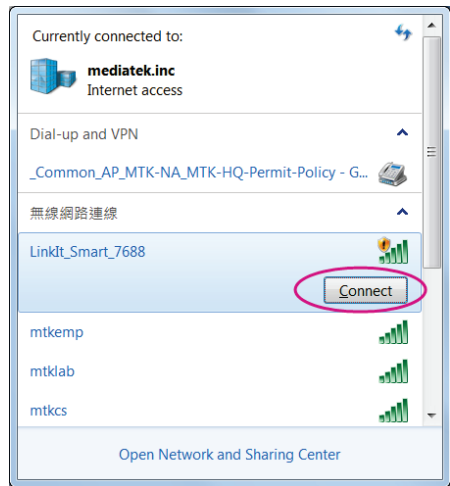 Currently connected to:
mediatek.inc
Internet access
Dial-up and VPN
_Common_AP_MTK-NA_MTK-HQ-Permit-Policy - G...
無線網路連線
LinkIt_Smart_7688
Connect
mtkemp
mtklab
mtkcs
Open Network and Sharing Center